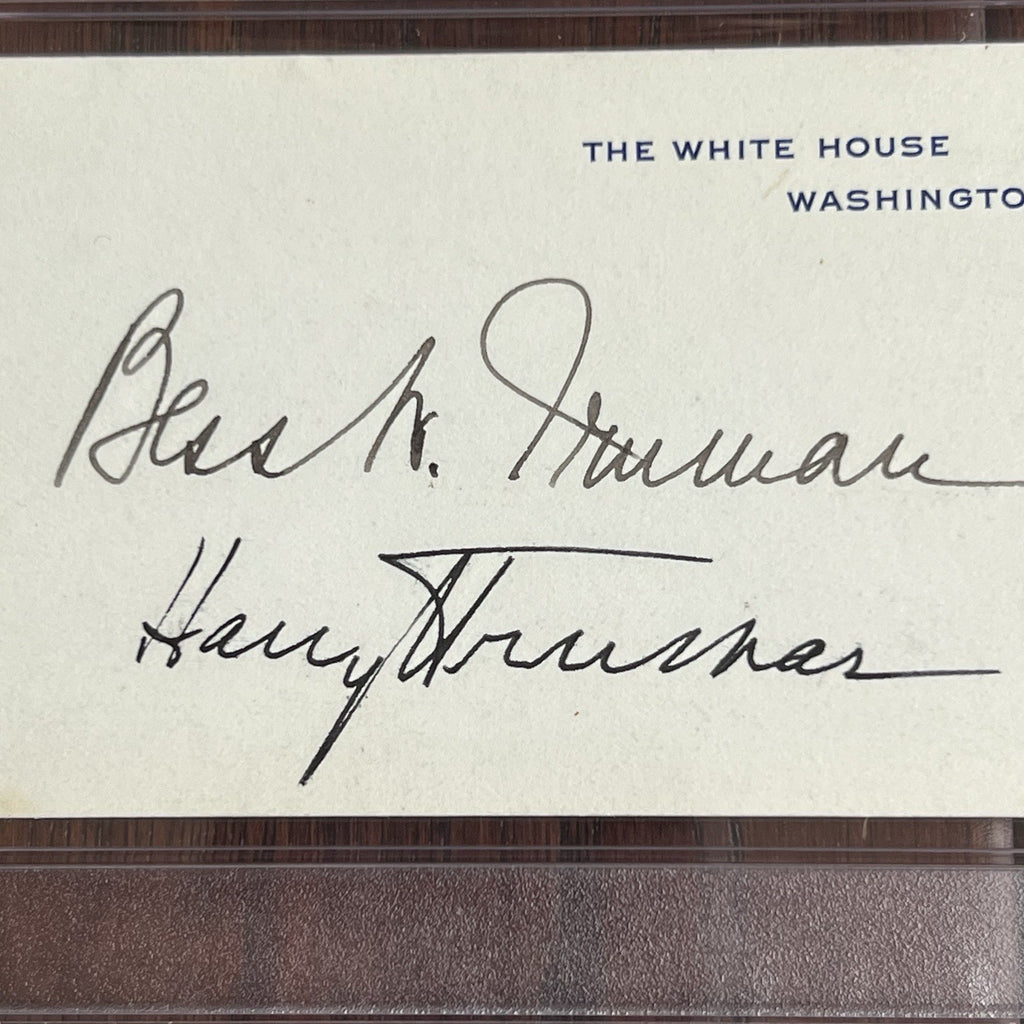 THE WHITE HOUSE
WASHINGTO
Bess W. Truman
Harry S Truman